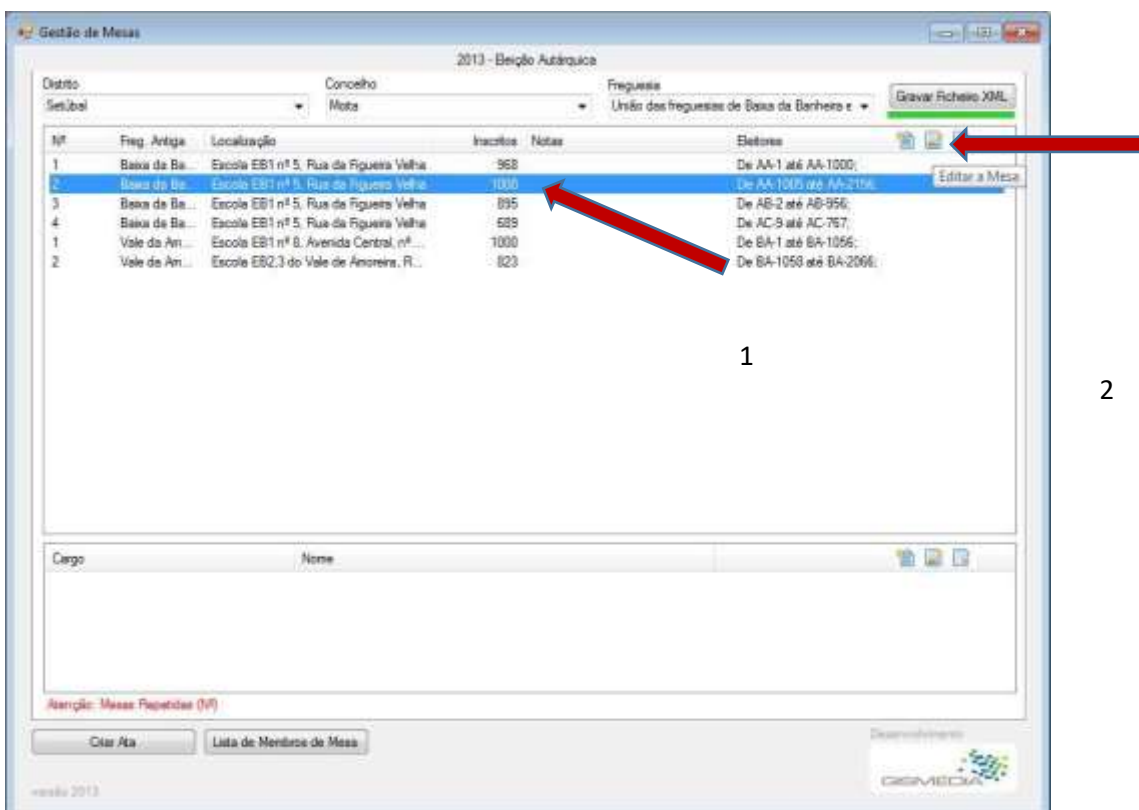 Gestão de Mesas
2013 - Eleição Autárquica
Distrito Concelho Freguesia
Setúbal Moita União das freguesias de Baixa da Banheira e Gravar Ficheiro XML
Nº Freg. Antiga Localização Inscritos Notas Eleitores
1 Baixa da Ba... Escola EB1 nº 5, Rua da Figueira Velha 968 De AA-1 até AA-1000;
2 Baixa da Ba... Escola EB1 nº 5, Rua da Figueira Velha 1000 De AA-1005 até AA-2156;
Editar a Mesa
3 Baixa da Ba... Escola EB1 nº 5, Rua da Figueira Velha 895 De AB-2 até AB-956;
4 Baixa da Ba... Escola EB1 nº 5, Rua da Figueira Velha 689 De AC-9 até AC-767;
1 Vale da Am... Escola EB1 nº 8, Avenida Central, nº ... 1000 De BA-1 até BA-1056;
2 Vale da Am... Escola EB2,3 do Vale de Amoreira, R... 823 De BA-1058 até BA-2066;
1
2
Cargo Nome
Atenção: Mesas Repetidas (Nº)
Criar Ata Lista de Membros de Mesa
Desenvolvimento
GISMEDIA
versão 2013